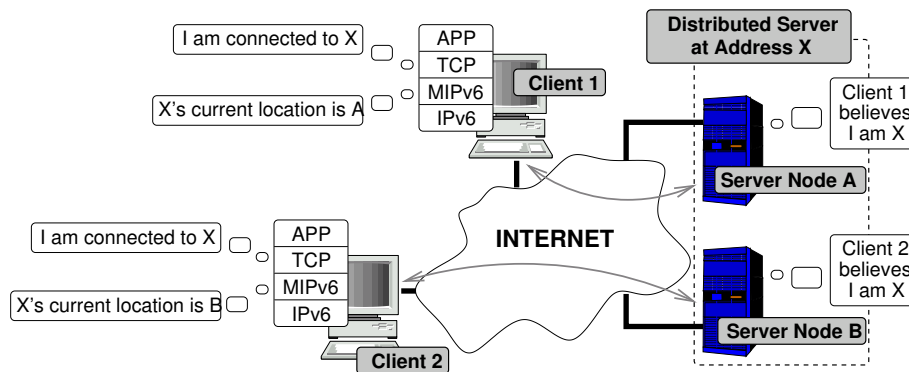 Distributed Server
at Address X
I am connected to X
X's current location is A
APP
TCP
MIPv6
IPv6
Client 1
Client 1
believes
I am X
Server Node A
INTERNET
I am connected to X
X's current location is B
APP
TCP
MIPv6
IPv6
Client 2
Client 2
believes
I am X
Server Node B